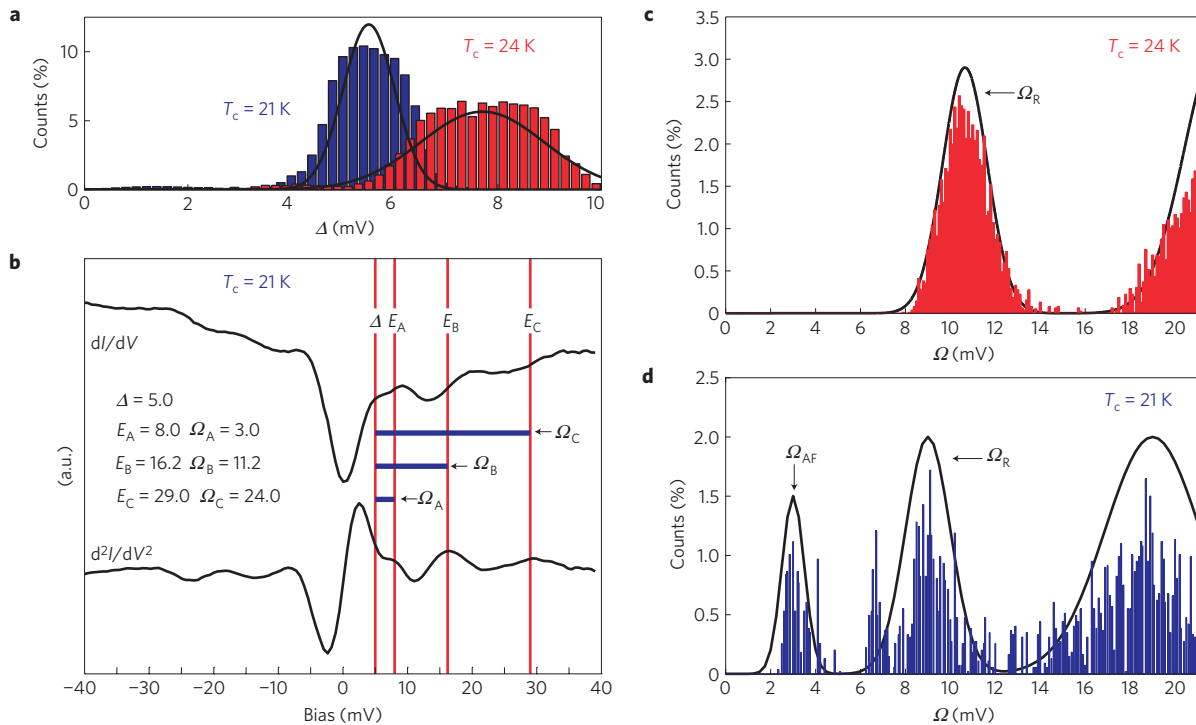 a
Counts (%)
10
5
0
T_c = 21 K
T_c = 24 K
0 2 4 6 8 10
Δ (mV)
b
T_c = 21 K
dI/dV
Δ E_A E_B E_C
Δ = 5.0
E_A = 8.0 Ω_A = 3.0
E_B = 16.2 Ω_B = 11.2
E_C = 29.0 Ω_C = 24.0
←Ω_C
←Ω_B
←Ω_A
(a.u.)
d²I/dV²
−40 −30 −20 −10 0 10 20 30 40
Bias (mV)
c
T_c = 24 K
Counts (%)
3.5
3.0
2.5
2.0
1.5
1.0
0.5
0
←Ω_R
0 2 4 6 8 10 12 14 16 18 20
Ω (mV)
d
T_c = 21 K
Counts (%)
2.5
2.0
1.5
1.0
0.5
0
Ω_AF
←Ω_R
0 2 4 6 8 10 12 14 16 18 20
Ω (mV)